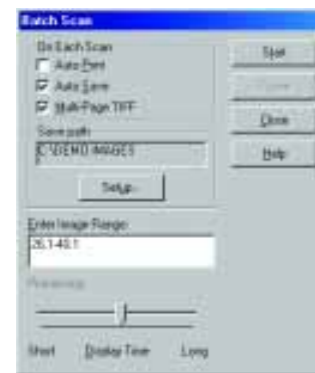 Batch Scan
On Each Scan
Auto Print
Auto Save
Multi-Page TIFF
Save path
C:\DEMO IMAGES
Setup...
Start
Close
Help
Enter Image Range:
26,1-40,1
Short Display Time Long